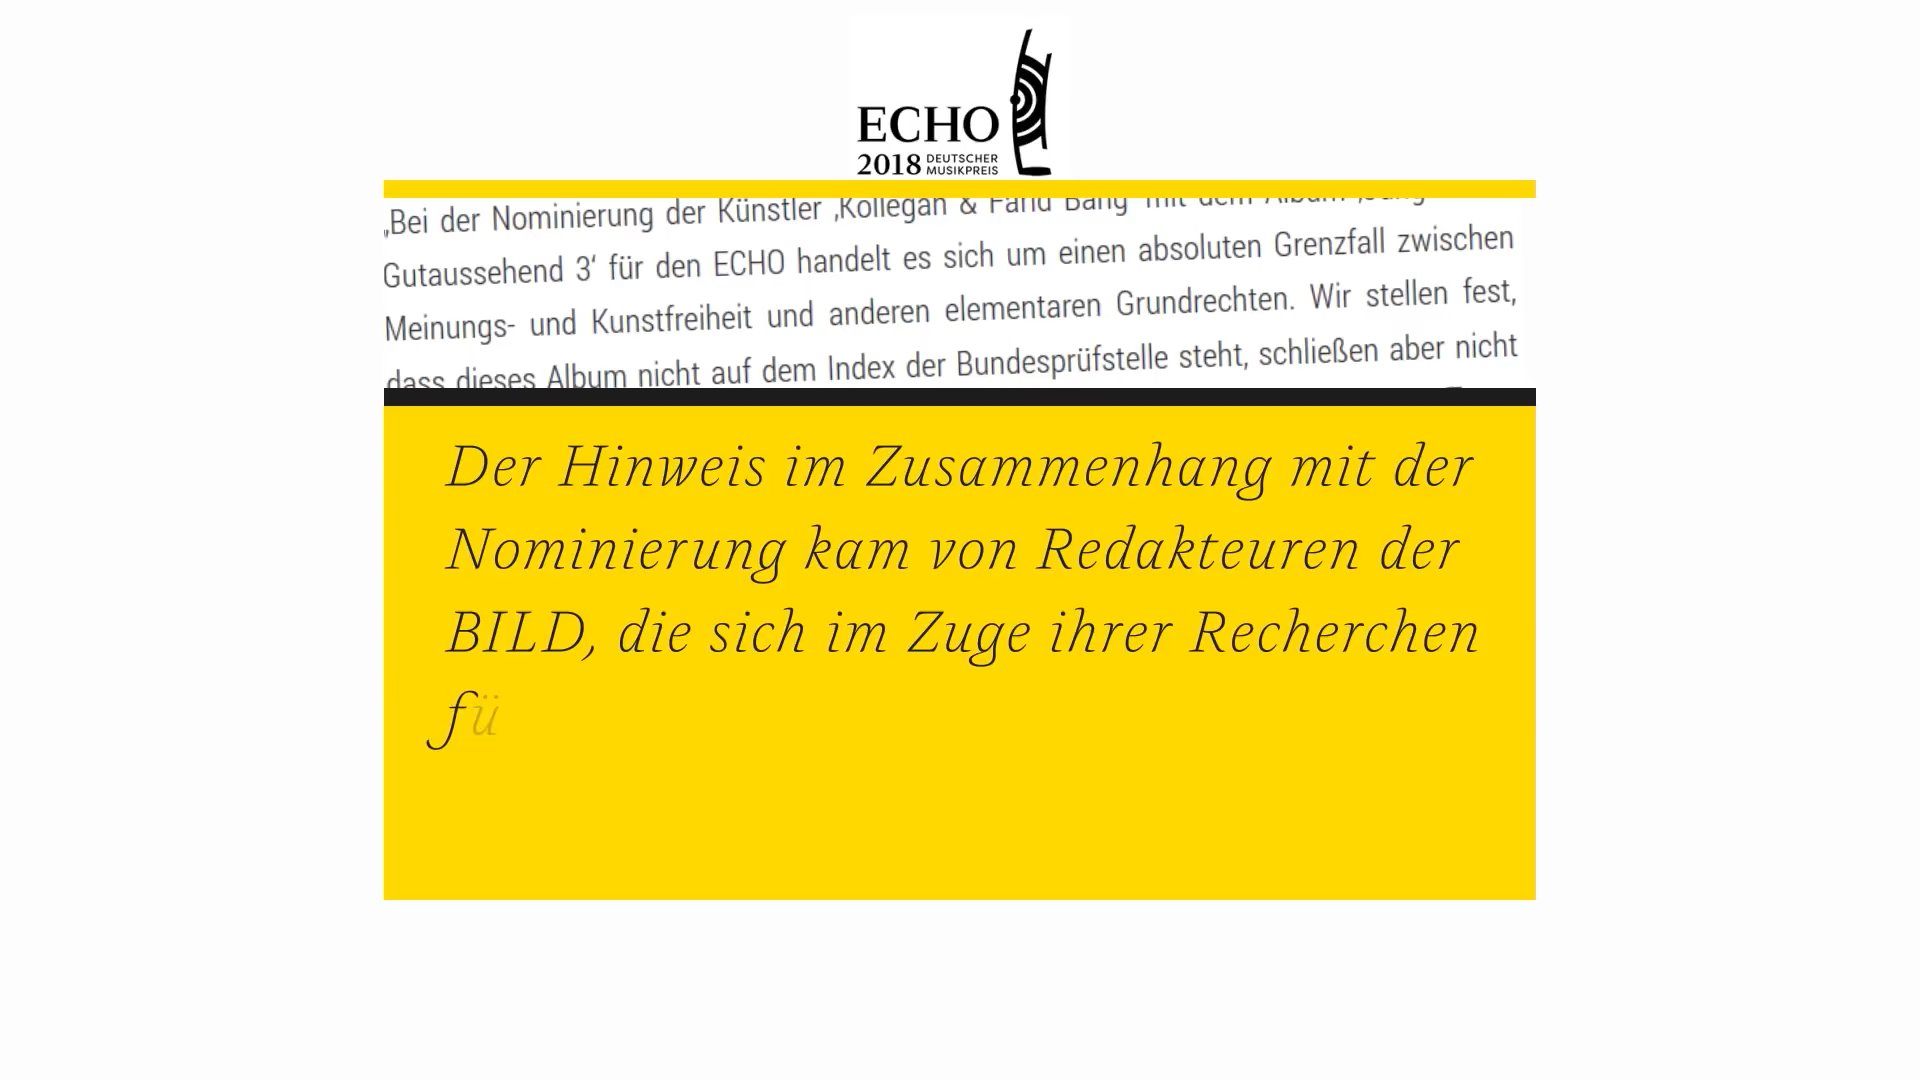 ECHO
2018 DEUTSCHER
MUSIKPREIS
„Bei der Nominierung der Künstler ‚Kollegah & Farid Bang‘ mit dem Album ‚Jung
Gutaussehend 3‘ für den ECHO handelt es sich um einen absoluten Grenzfall zwischen
Meinungs- und Kunstfreiheit und anderen elementaren Grundrechten. Wir stellen fest,
dass dieses Album nicht auf dem Index der Bundesprüfstelle steht, schließen aber nicht
Der Hinweis im Zusammenhang mit der
Nominierung kam von Redakteuren der
BILD, die sich im Zuge ihrer Recherchen
fü